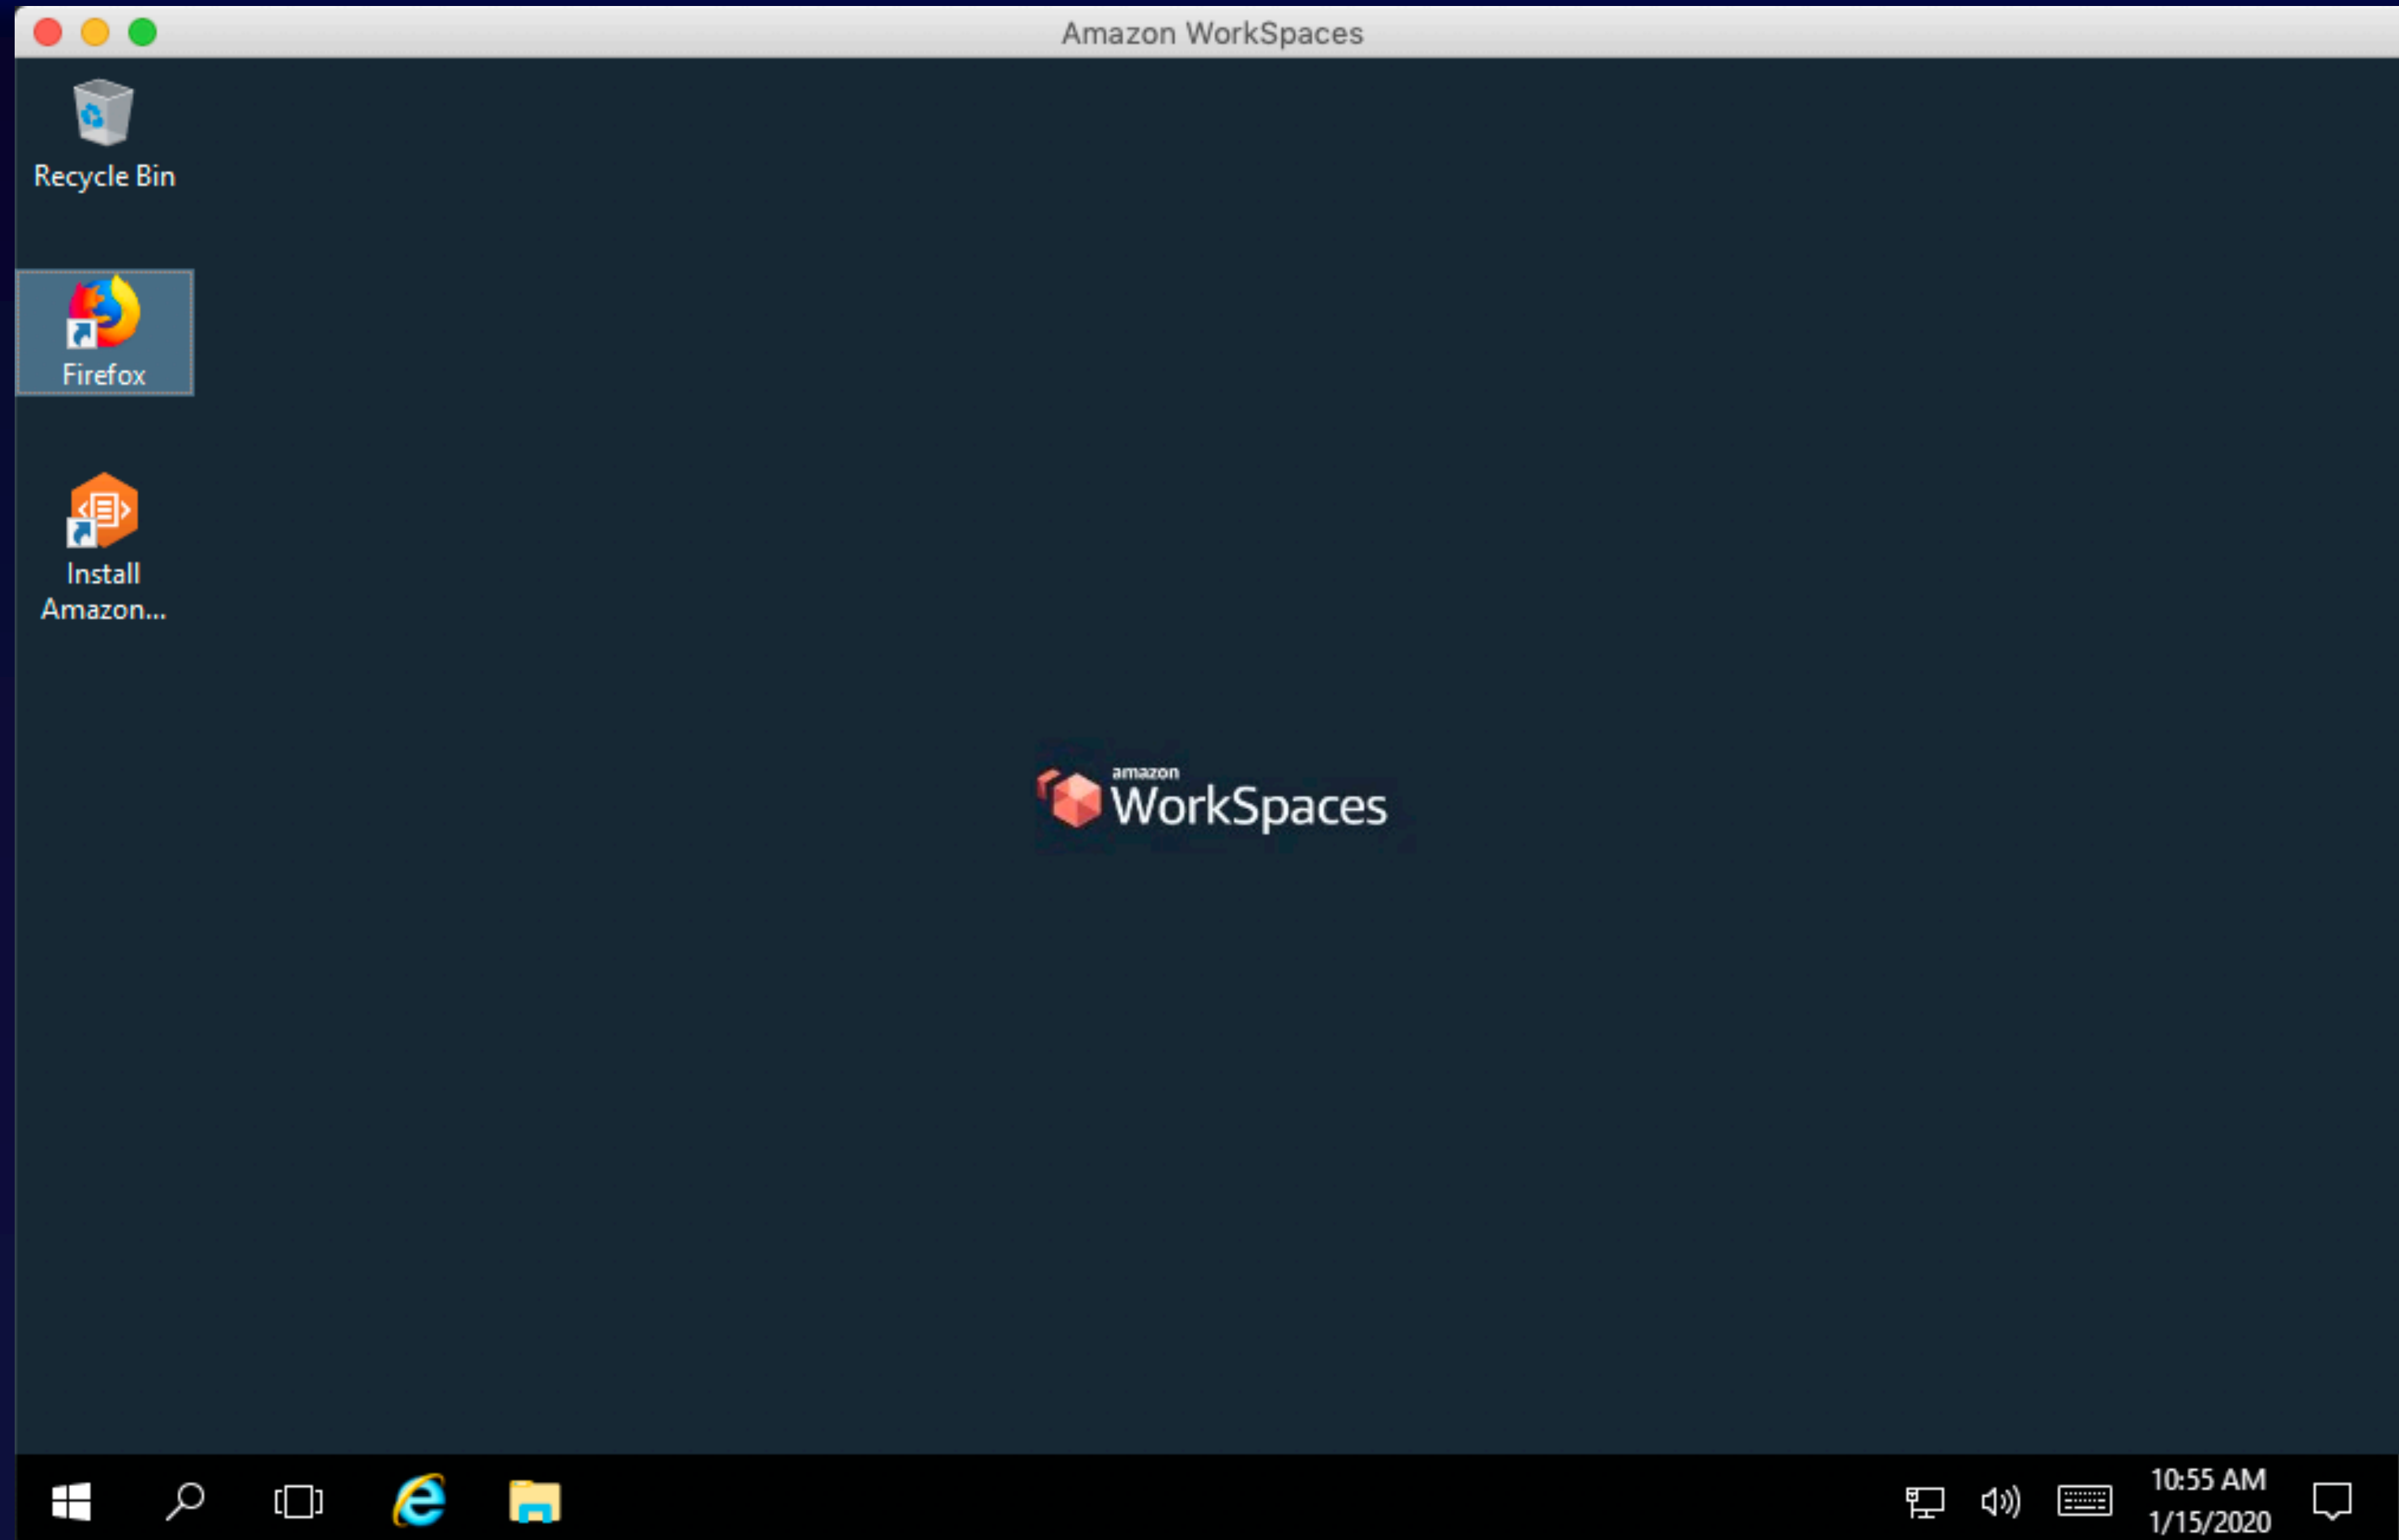 Amazon WorkSpaces
Recycle Bin
Firefox
Install
Amazon...
amazon
WorkSpaces
10:55 AM
1/15/2020